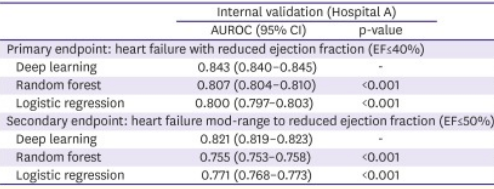 Internal validation (Hospital A)
AUROC (95% CI) p-value
Primary endpoint: heart failure with reduced ejection fraction (EF≤40%)
Deep learning 0.843 (0.840–0.845) -
Random forest 0.807 (0.804–0.810) <0.001
Logistic regression 0.800 (0.797–0.803) <0.001
Secondary endpoint: heart failure mod-range to reduced ejection fraction (EF≤50%)
Deep learning 0.821 (0.819–0.823) -
Random forest 0.755 (0.753–0.758) <0.001
Logistic regression 0.771 (0.768–0.773) <0.001